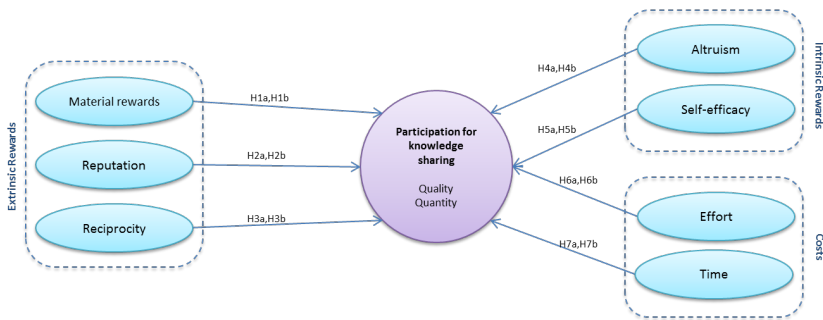 Extrinsic Rewards
Material rewards
Reputation
Reciprocity
H1a,H1b
H2a,H2b
H3a,H3b
Participation for
knowledge
sharing
Quality
Quantity
H4a,H4b
H5a,H5b
H6a,H6b
H7a,H7b
Altruism
Self-efficacy
Intrinsic Rewards
Effort
Time
Costs